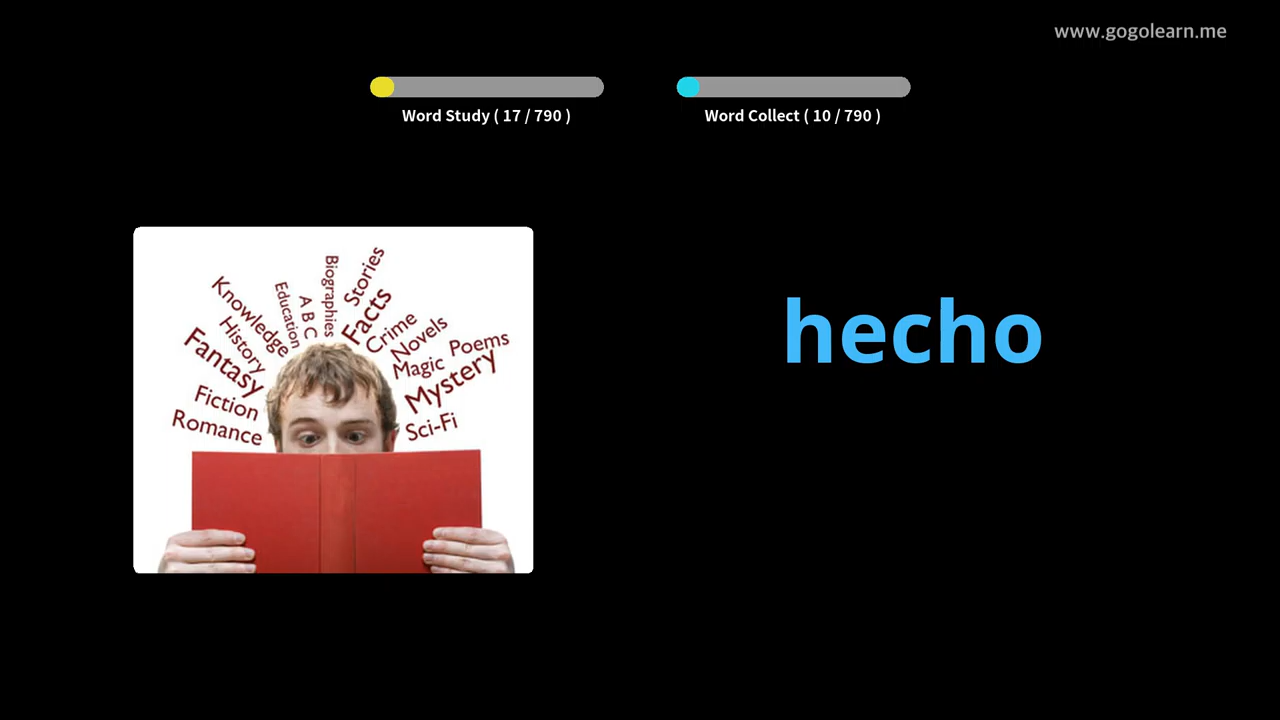 www.gogolearn.me
Word Study ( 17 / 790 )
Word Collect ( 10 / 790 )
Stories
Biographies
Facts
A B C
Education
Knowledge
Crime
History
Novels
Poems
Fantasy
Magic
Mystery
Fiction
Romance
Sci-Fi
hecho